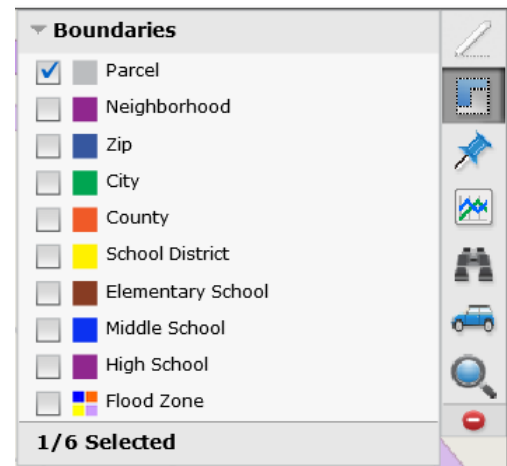 Boundaries
Parcel
Neighborhood
Zip
City
County
School District
Elementary School
Middle School
High School
Flood Zone
1/6 Selected